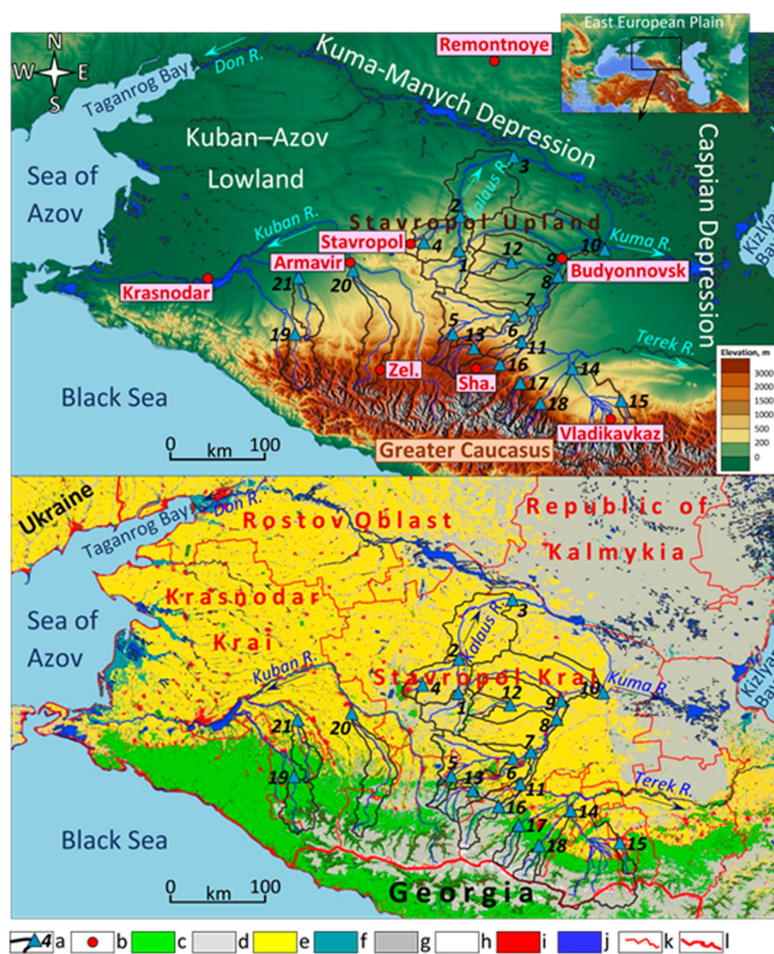 East European Plain
N
W E
S
Don R.
Taganrog Bay
Kuma-Manych Depression
Remontnoye
Kuban–Azov
Lowland
Sea of
Azov
Caspian Depression
Kalaus R.
3
2
Kuban R.
Stavropol Upland
Stavropol
4
1
12
10
Kuma R.
9
Budyonnovsk
8
Armavir
21
20
Krasnodar
7
6
5
13
11
19
Terek R.
Zel.
Sha.
16
14
17
18
15
Vladikavkaz
Black Sea
0 100
km
Greater Caucasus
Elevation, m
3000
2000
1500
1000
500
200
0
Ukraine
Taganrog Bay
Don R.
Rostov Oblast
Republic of
Kalmykia
Sea of
Azov
Krasnodar
Krai
Kalaus R.
3
2
Kuban R.
Stavropol Krai
4
1
12
10
Kuma R.
9
8
21
20
7
6
5
13
11
19
Terek R.
16
14
17
18
15
Black Sea
0 100
km
Georgia
4 a b c d e f g h i j k l